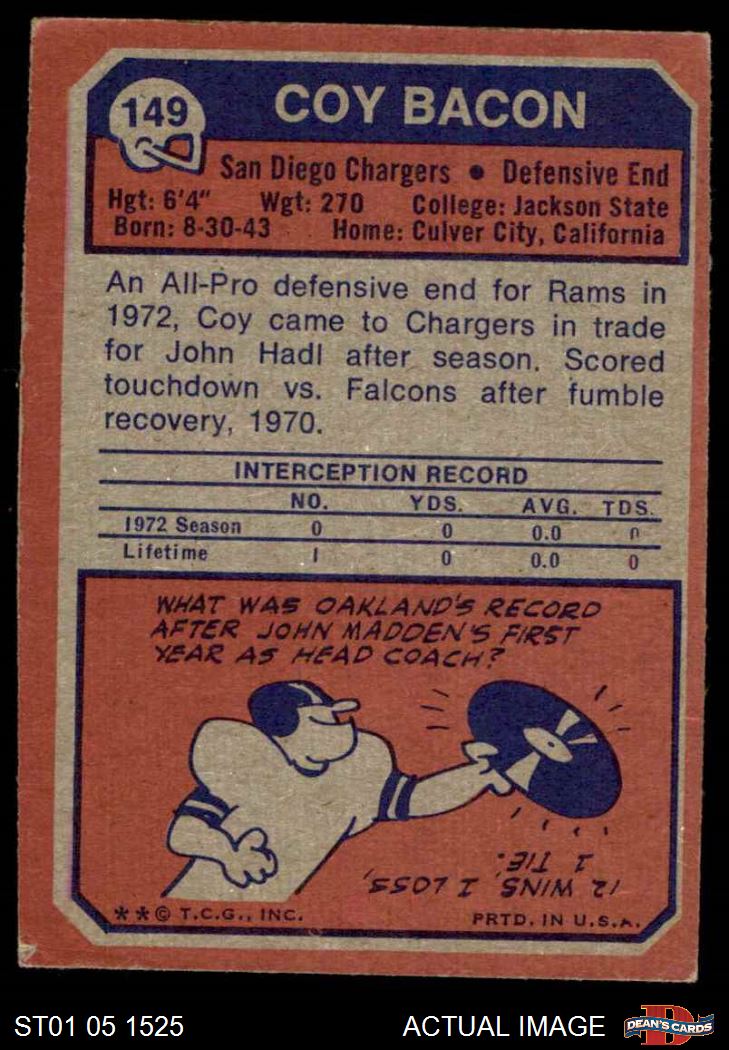 149
COY BACON
San Diego Chargers • Defensive End
Hgt: 6'4" Wgt: 270 College: Jackson State
Born: 8-30-43 Home: Culver City, California
An All-Pro defensive end for Rams in
1972, Coy came to Chargers in trade
for John Hadl after season. Scored
touchdown vs. Falcons after fumble
recovery, 1970.
INTERCEPTION RECORD
NO. YDS. AVG. TDS.
1972 Season 0 0 0.0 0
Lifetime 1 0 0.0 0
WHAT WAS OAKLAND'S RECORD
AFTER JOHN MADDEN'S FIRST
YEAR AS HEAD COACH?
12 WINS, 1 LOSS,
1 TIE.
**© T.C.G., INC. PRTD. IN U.S.A.
ST01 05 1525 ACTUAL IMAGE
D
DEAN'S CARDS